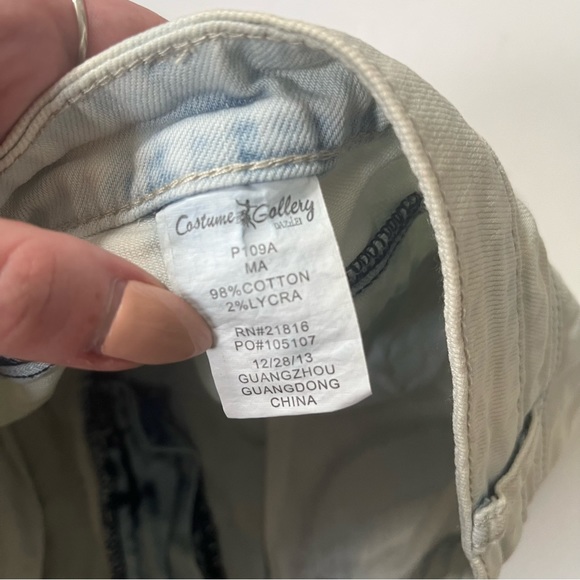 Costume Gallery
P109A
MA
98%COTTON
2%LYCRA
RN#21816
PO#105107
12/28/13
GUANGZHOU
GUANGDONG
CHINA